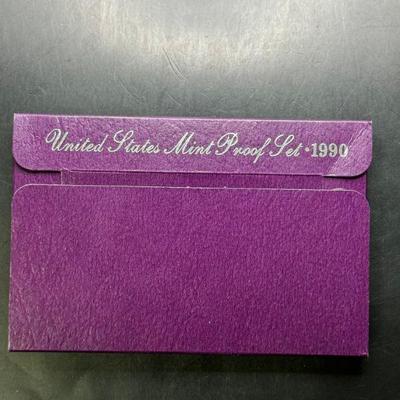 United States Mint Proof Set • 1990